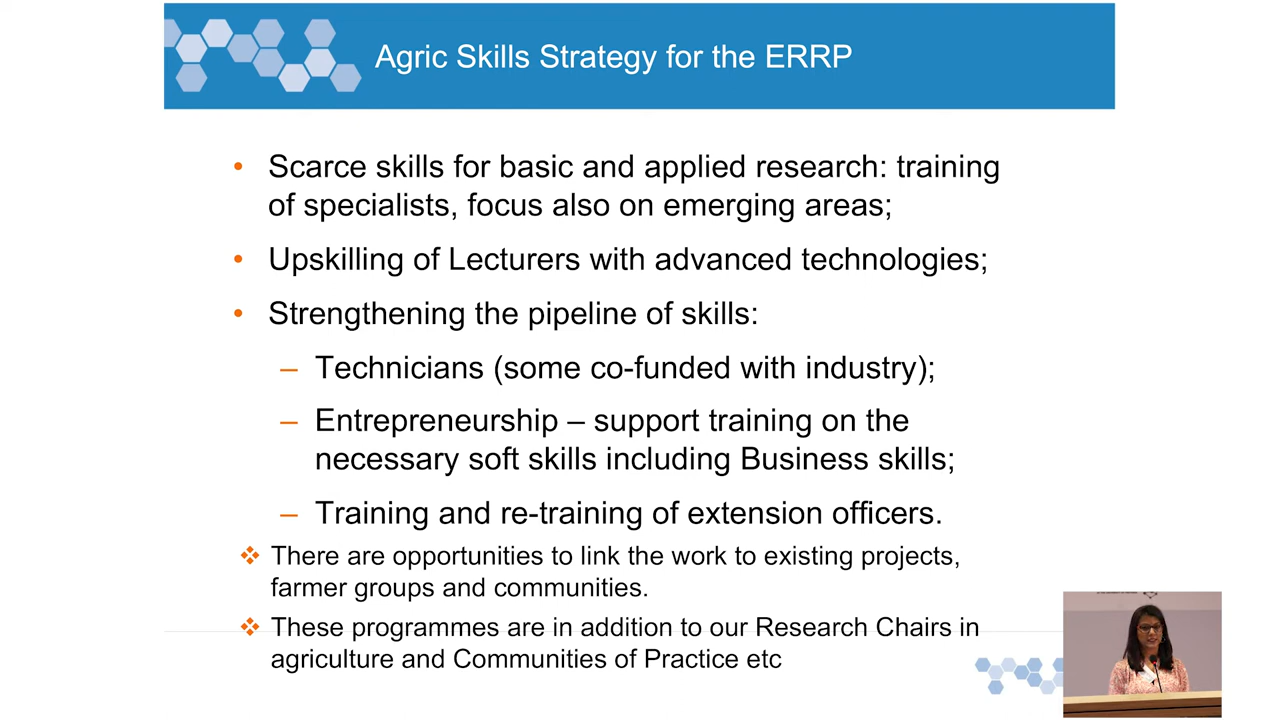 Agric Skills Strategy for the ERRP
• Scarce skills for basic and applied research: training
of specialists, focus also on emerging areas;
• Upskilling of Lecturers with advanced technologies;
• Strengthening the pipeline of skills:
– Technicians (some co-funded with industry);
– Entrepreneurship – support training on the
necessary soft skills including Business skills;
– Training and re-training of extension officers.
❖ There are opportunities to link the work to existing projects,
farmer groups and communities.
❖ These programmes are in addition to our Research Chairs in
agriculture and Communities of Practice etc